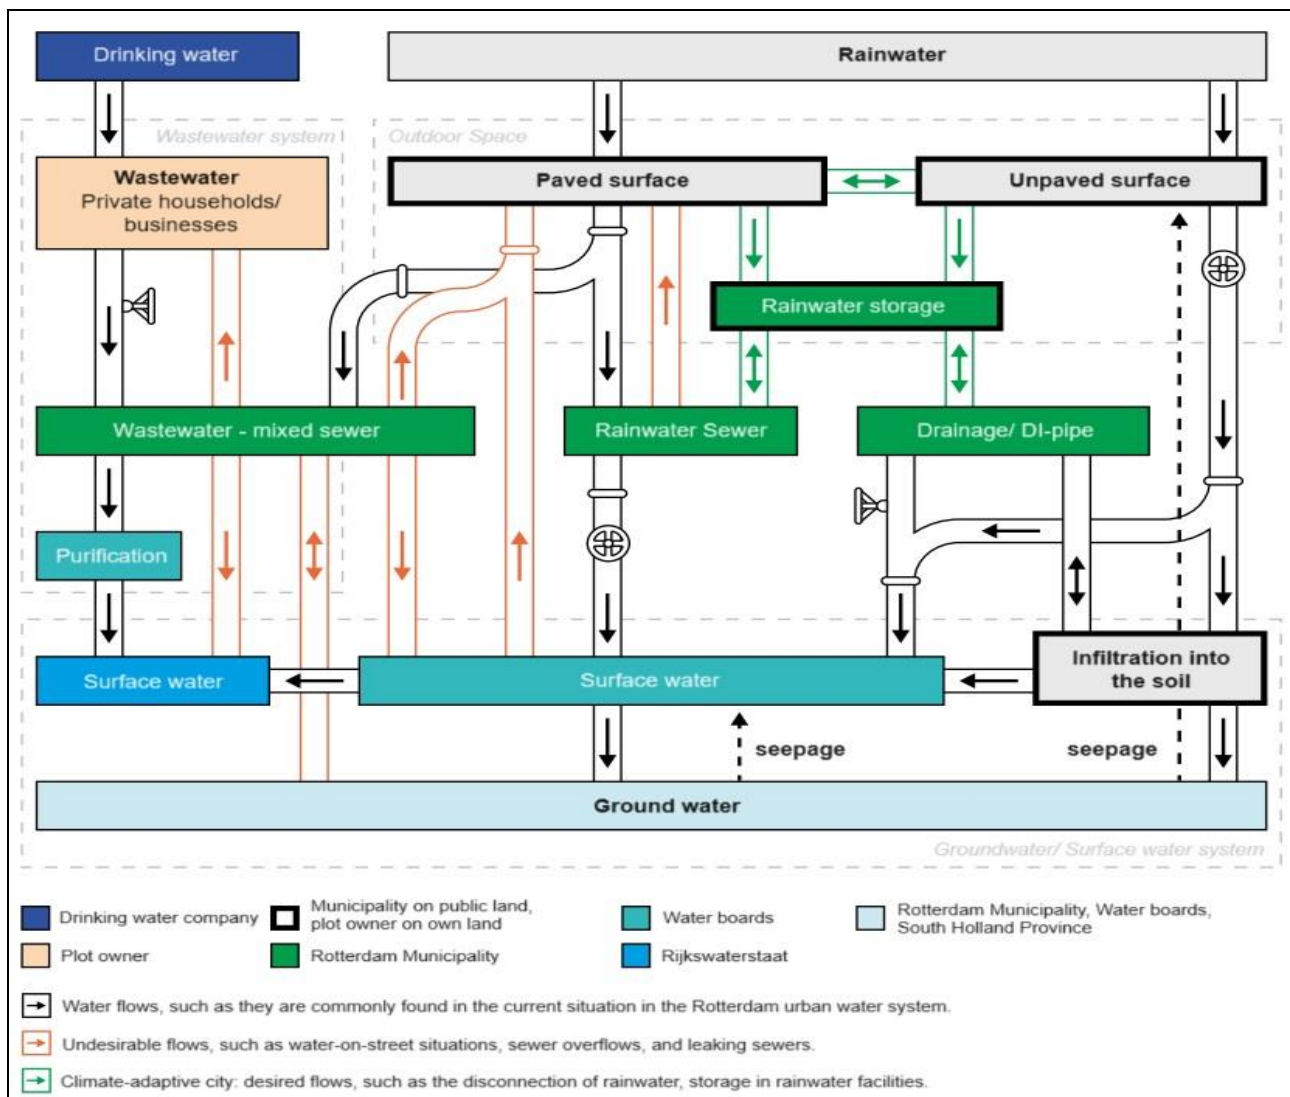 Drinking water
Rainwater
Wastewater system
Outdoor Space
Wastewater
Private households/
businesses
Paved surface
Unpaved surface
Rainwater storage
Wastewater - mixed sewer
Rainwater Sewer
Drainage/ DI-pipe
Purification
Surface water
Surface water
Infiltration into
the soil
seepage
seepage
Ground water
Groundwater/ Surface water system
Drinking water company
Municipality on public land,
plot owner on own land
Water boards
Rotterdam Municipality, Water boards,
South Holland Province
Plot owner
Rotterdam Municipality
Rijkswaterstaat
Water flows, such as they are commonly found in the current situation in the Rotterdam urban water system.
Undesirable flows, such as water-on-street situations, sewer overflows, and leaking sewers.
Climate-adaptive city: desired flows, such as the disconnection of rainwater, storage in rainwater facilities.